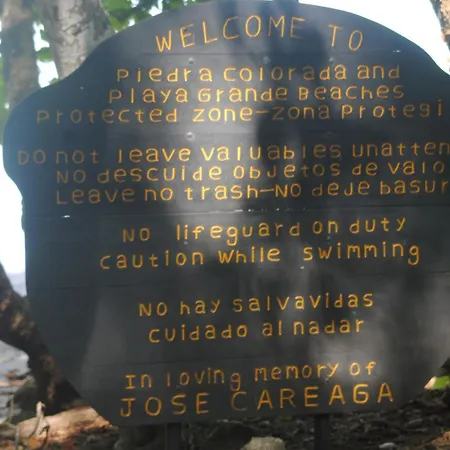 WELCOME TO
Piedra Colorada and
Playa Grande Beaches
Protected zone-zona Protegi
Do not leave valuables unatten
No descuide objetos de valo
Leave no trash-No deje basur
No lifeguard on duty
caution while swimming
No hay salvavidas
cuidado al nadar
In loving memory of
JOSE CAREAGA